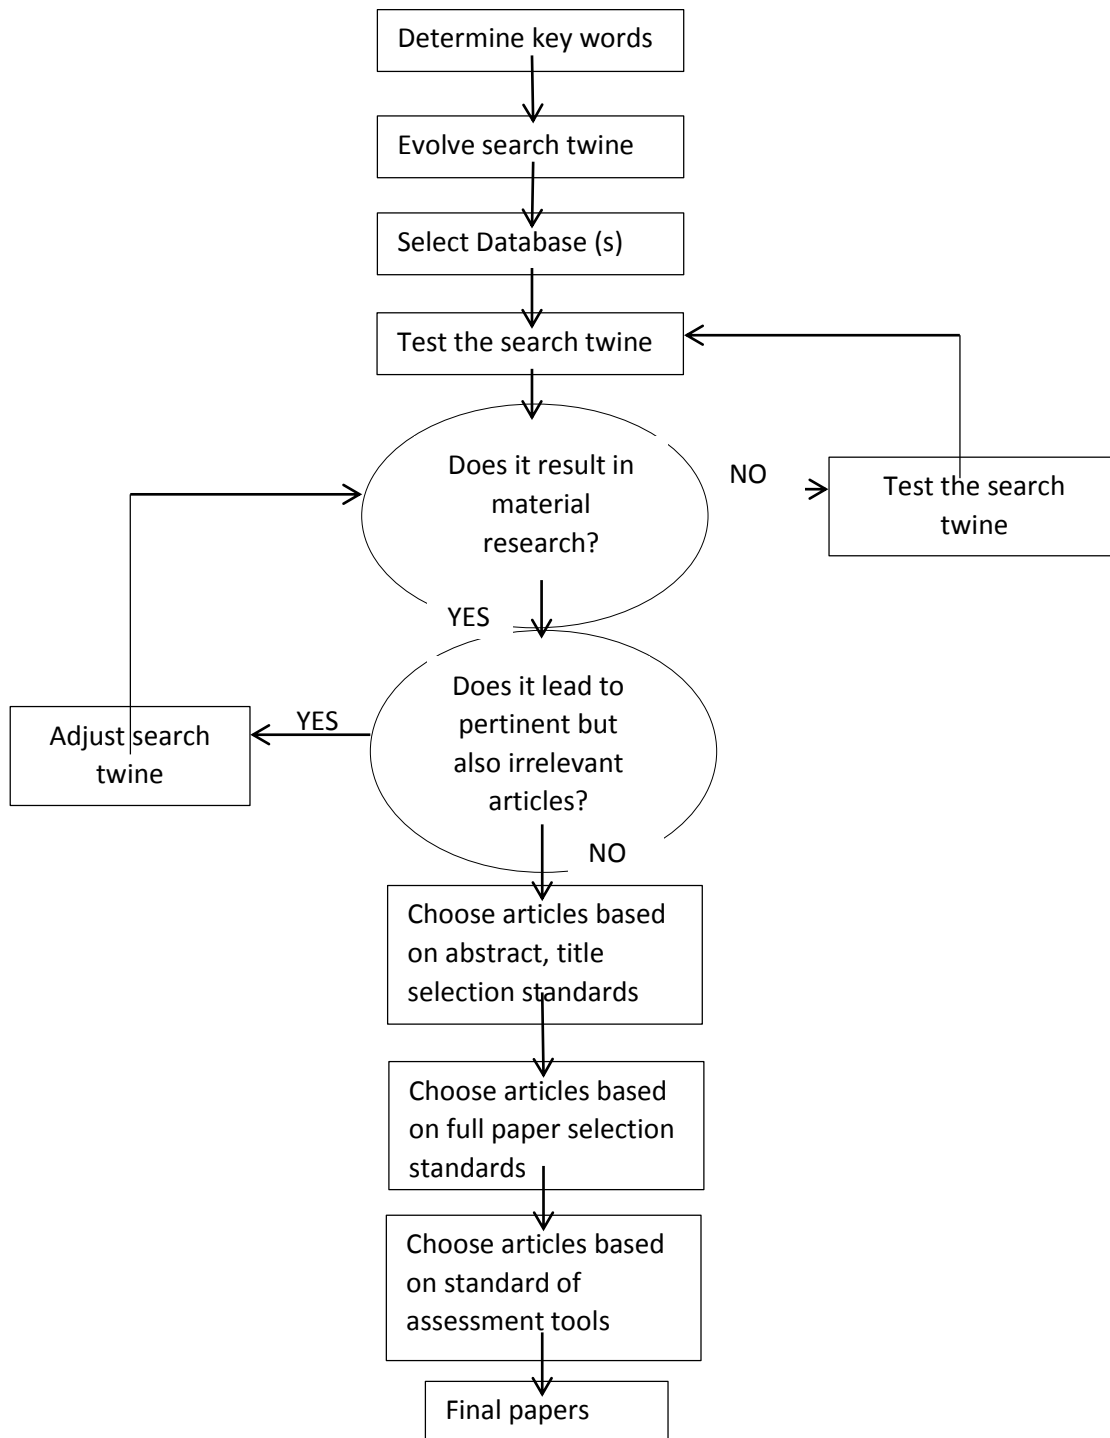 Determine key words
Evolve search twine
Select Database (s)
Test the search twine
Does it result in
material
research?
NO
Test the search
twine
YES
Does it lead to
pertinent but
also irrelevant
articles?
YES
Adjust search
twine
NO
Choose articles based
on abstract, title
selection standards
Choose articles based
on full paper selection
standards
Choose articles based
on standard of
assessment tools
Final papers